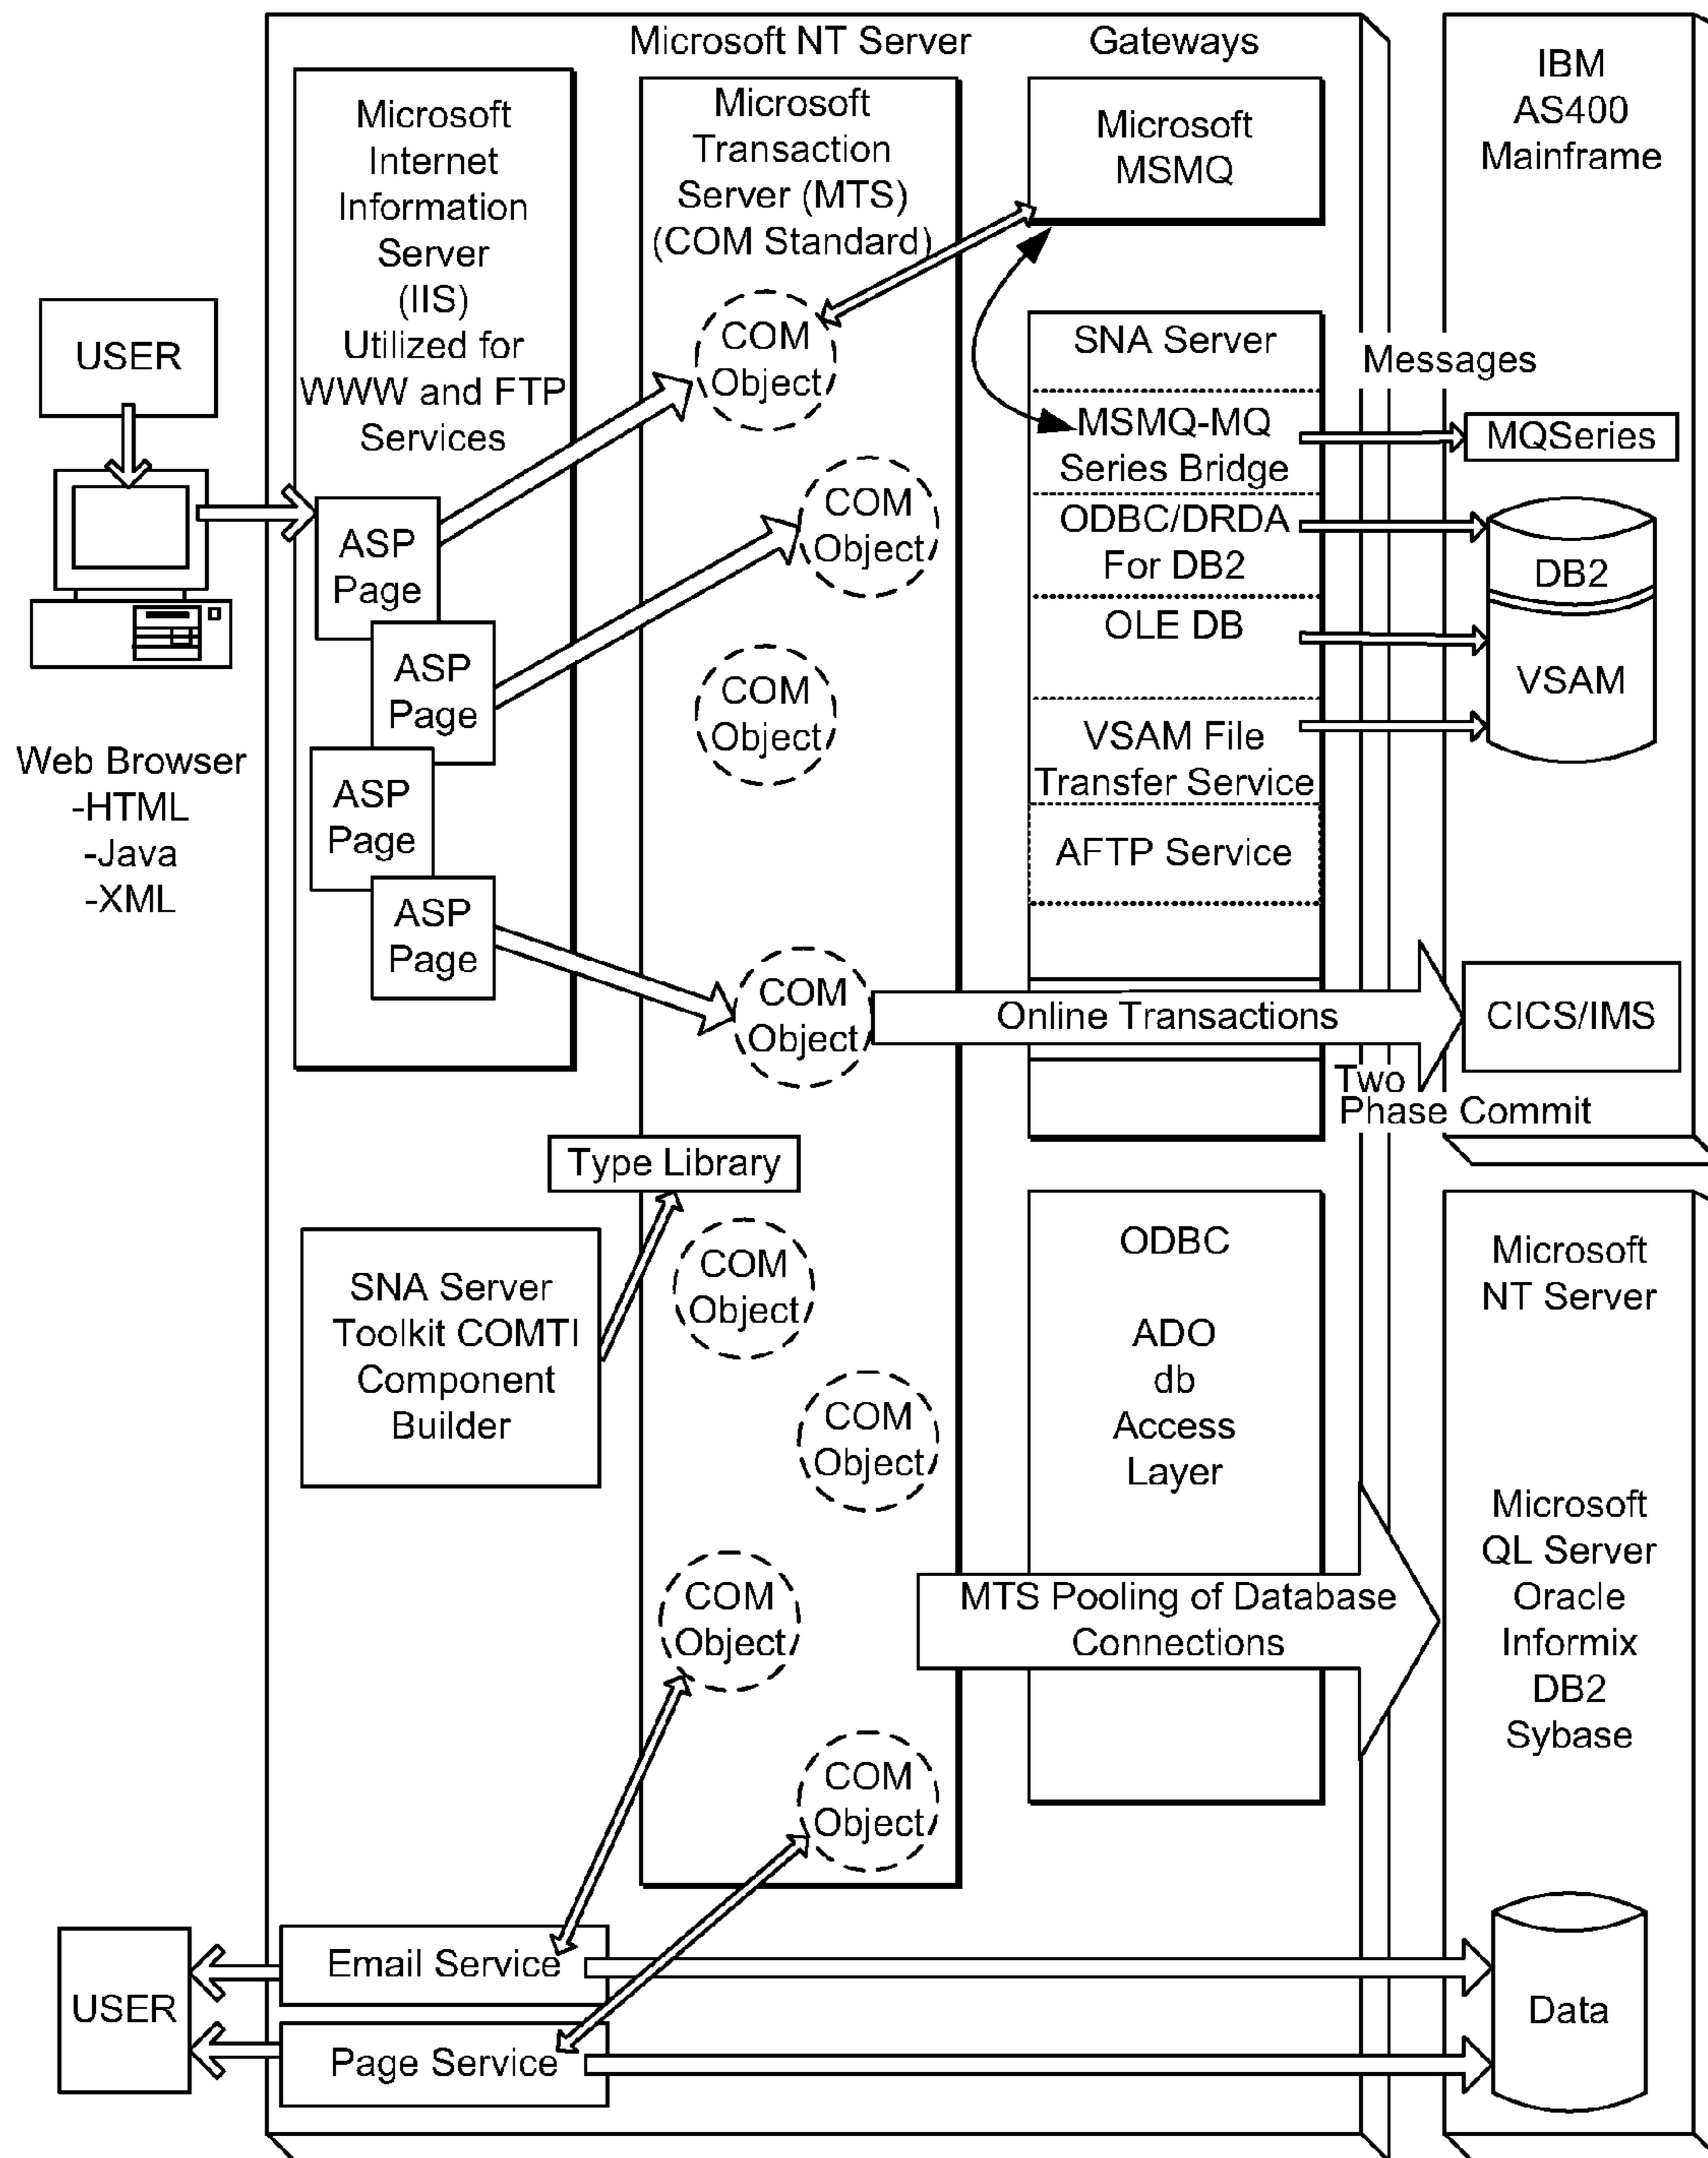 Microsoft NT Server
Gateways
IBM
AS400
Mainframe
Microsoft
Internet
Information
Server
(IIS)
Utilized for
WWW and FTP
Services
Microsoft
Transaction
Server (MTS)
(COM Standard)
Microsoft
MSMQ
USER
COM
Object
SNA Server
Messages
MSMQ-MQ
Series Bridge
MQSeries
ASP
Page
COM
Object
ODBC/DRDA
For DB2
DB2
OLE DB
VSAM
ASP
Page
COM
Object
VSAM File
Transfer Service
Web Browser
-HTML
-Java
-XML
ASP
Page
AFTP Service
ASP
Page
COM
Object
Online Transactions
CICS/IMS
Two
Phase Commit
Type Library
SNA Server
Toolkit COMTI
Component
Builder
COM
Object
ODBC
ADO
db
Access
Layer
Microsoft
NT Server
COM
Object
Microsoft
QL Server
Oracle
Informix
DB2
Sybase
COM
Object
MTS Pooling of Database
Connections
COM
Object
USER
Email Service
Page Service
Data